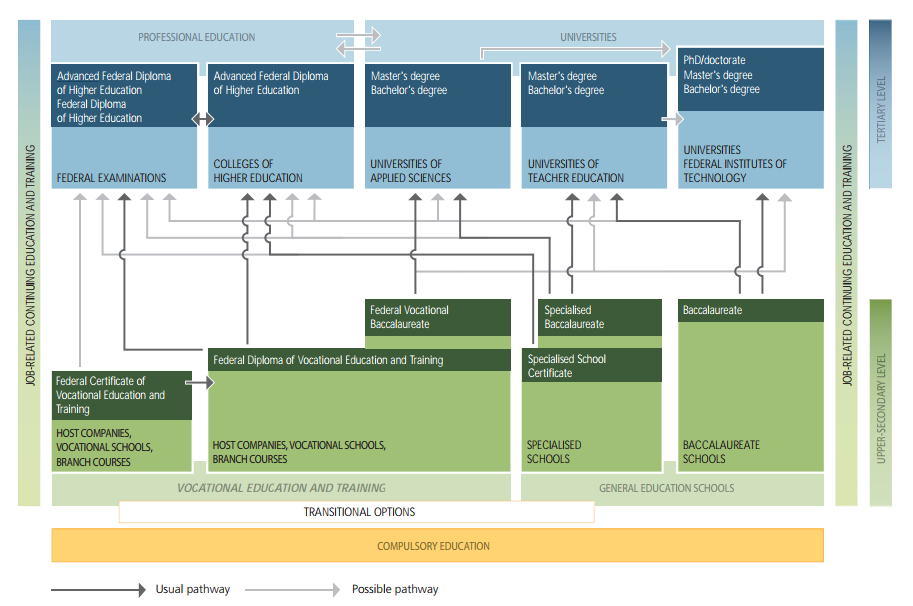 PROFESSIONAL EDUCATION
UNIVERSITIES
Advanced Federal Diploma
of Higher Education
Federal Diploma
of Higher Education
FEDERAL EXAMINATIONS
Advanced Federal Diploma
of Higher Education
COLLEGES OF
HIGHER EDUCATION
Master's degree
Bachelor's degree
UNIVERSITIES OF
APPLIED SCIENCES
Master's degree
Bachelor's degree
UNIVERSITIES OF
TEACHER EDUCATION
PhD/doctorate
Master's degree
Bachelor's degree
UNIVERSITIES
FEDERAL INSTITUTES OF
TECHNOLOGY
JOB-RELATED CONTINUING EDUCATION AND TRAINING
JOB-RELATED CONTINUING EDUCATION AND TRAINING
TERTIARY LEVEL
UPPER-SECONDARY LEVEL
Federal Vocational
Baccalaureate
Specialised
Baccalaureate
Baccalaureate
Federal Diploma of Vocational Education and Training
Specialised School
Certificate
Federal Certificate of
Vocational Education and
Training
HOST COMPANIES,
VOCATIONAL SCHOOLS,
BRANCH COURSES
HOST COMPANIES, VOCATIONAL SCHOOLS,
BRANCH COURSES
SPECIALISED
SCHOOLS
BACCALAUREATE
SCHOOLS
VOCATIONAL EDUCATION AND TRAINING
GENERAL EDUCATION SCHOOLS
TRANSITIONAL OPTIONS
COMPULSORY EDUCATION
Usual pathway
Possible pathway